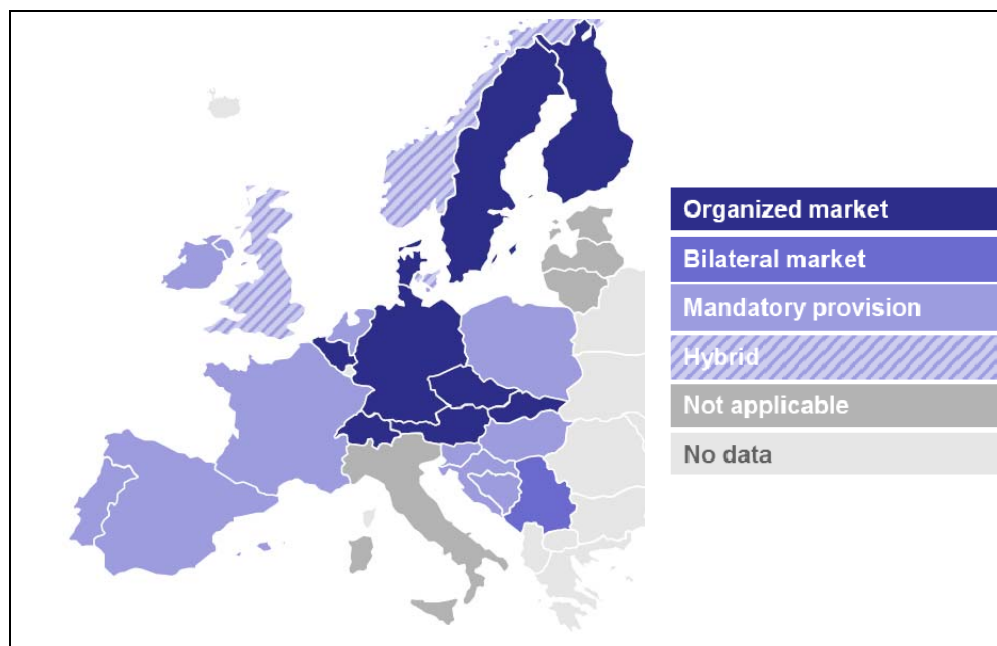 Organized market
Bilateral market
Mandatory provision
Hybrid
Not applicable
No data